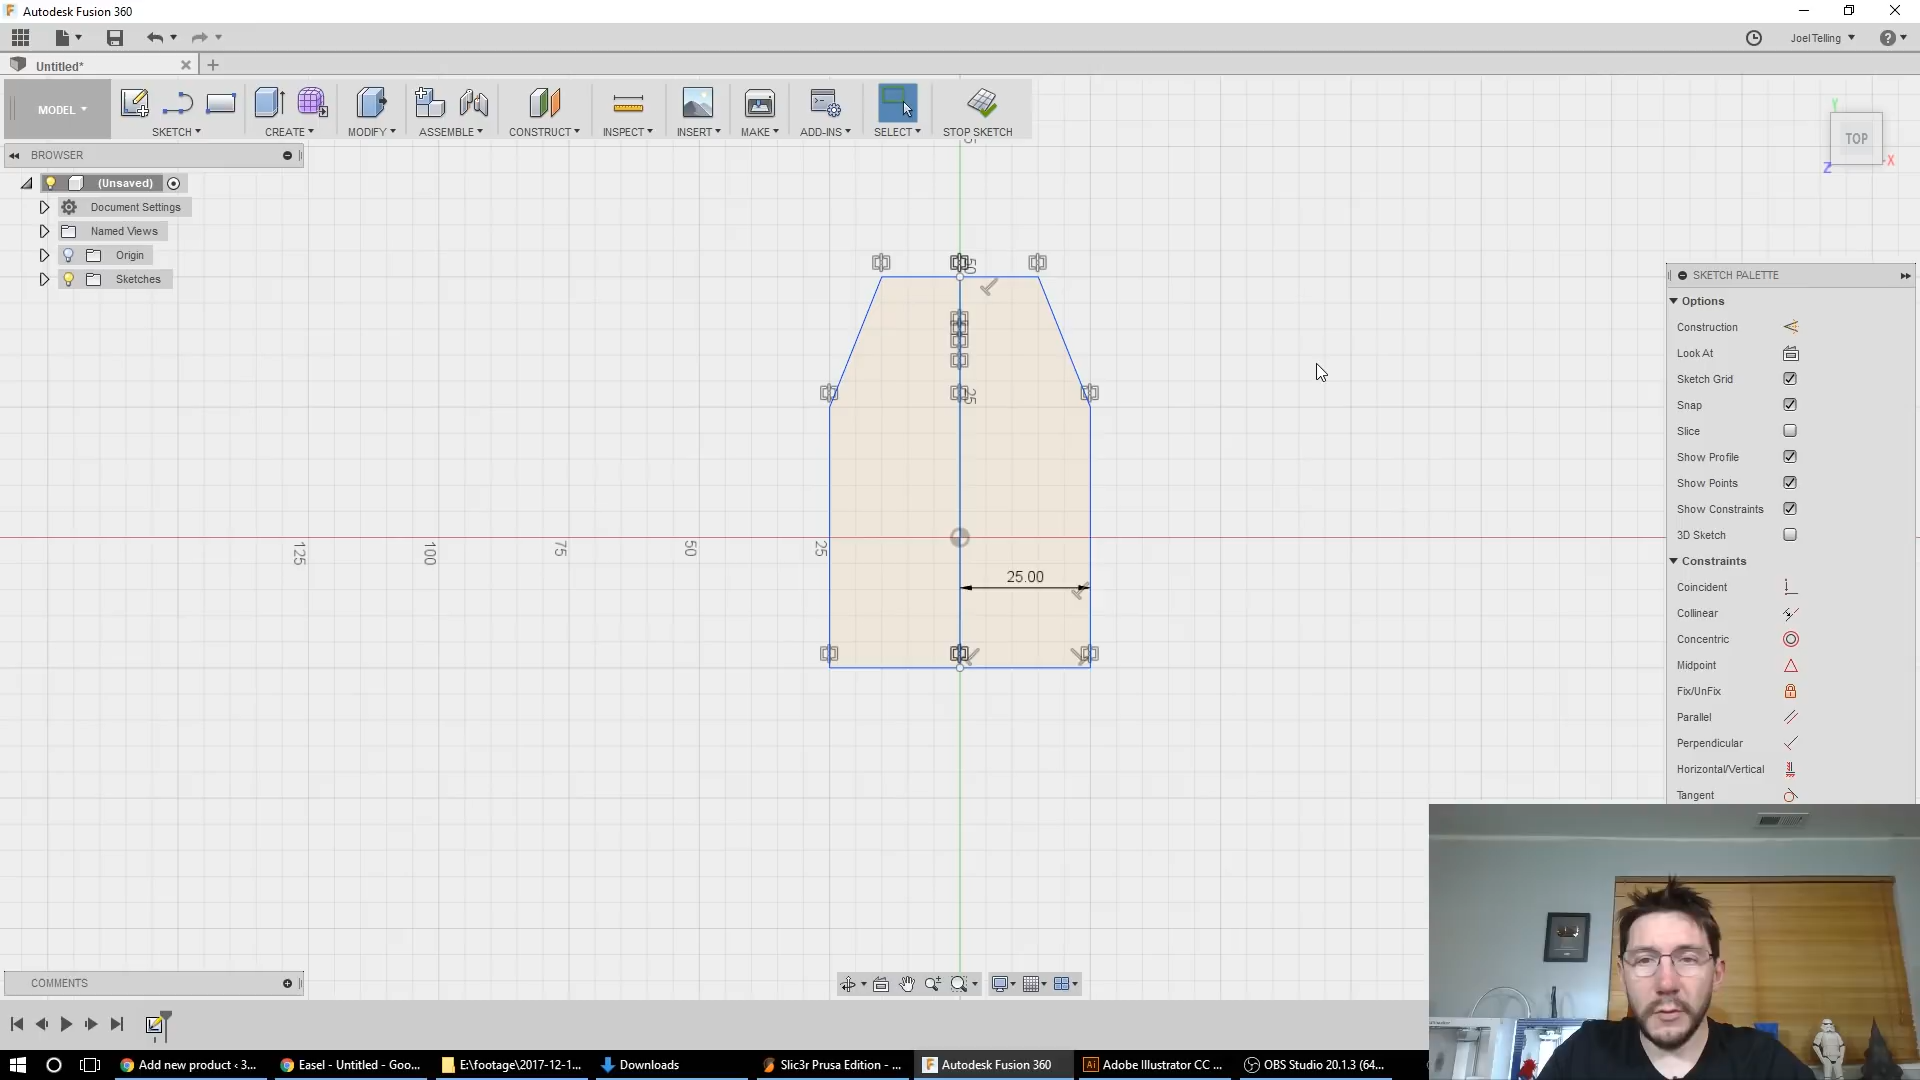 Autodesk Fusion 360
Joel Telling
Untitled*
MODEL
SKETCH
CREATE
MODIFY
ASSEMBLE
CONSTRUCT
INSPECT
INSERT
MAKE
ADD-INS
SELECT
STOP SKETCH
TOP
Y
X
Z
BROWSER
(Unsaved)
Document Settings
Named Views
Origin
Sketches
50
25
25.00
125
100
75
50
25
SKETCH PALETTE
Options
Construction
Look At
Sketch Grid
Snap
Slice
Show Profile
Show Points
Show Constraints
3D Sketch
Constraints
Coincident
Collinear
Concentric
Midpoint
Fix/UnFix
Parallel
Perpendicular
Horizontal/Vertical
Tangent
COMMENTS
Add new product ‹ 3...
Easel - Untitled - Goo...
E:\footage\2017-12-1...
Downloads
Slic3r Prusa Edition - ...
Autodesk Fusion 360
Adobe Illustrator CC ...
OBS Studio 20.1.3 (64...